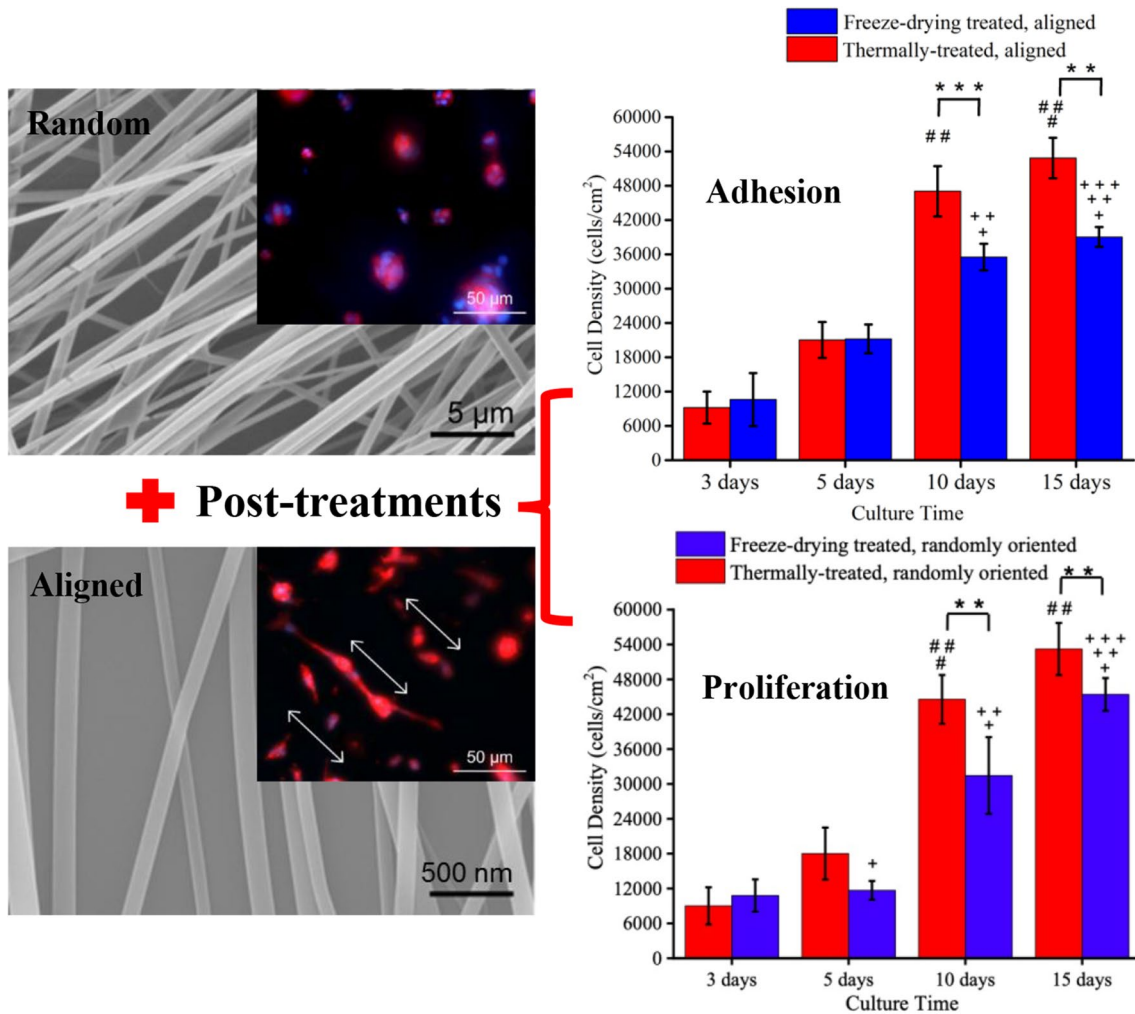 Random
50 μm
5 μm
Post-treatments
Aligned
50 μm
500 nm
Freeze-drying treated, aligned
Thermally-treated, aligned
* * *
* *
# #
# #
#
+ +
+
+ + +
+ +
+
Adhesion
Cell Density (cells/cm²)
60000
54000
48000
42000
36000
30000
24000
18000
12000
6000
0
3 days
5 days
10 days
15 days
Culture Time
Freeze-drying treated, randomly oriented
Thermally-treated, randomly oriented
* *
* *
# #
#
# #
+
+ +
+
+ + +
+ +
+
Proliferation
Cell Density (cells/cm²)
60000
54000
48000
42000
36000
30000
24000
18000
12000
6000
0
3 days
5 days
10 days
15 days
Culture Time